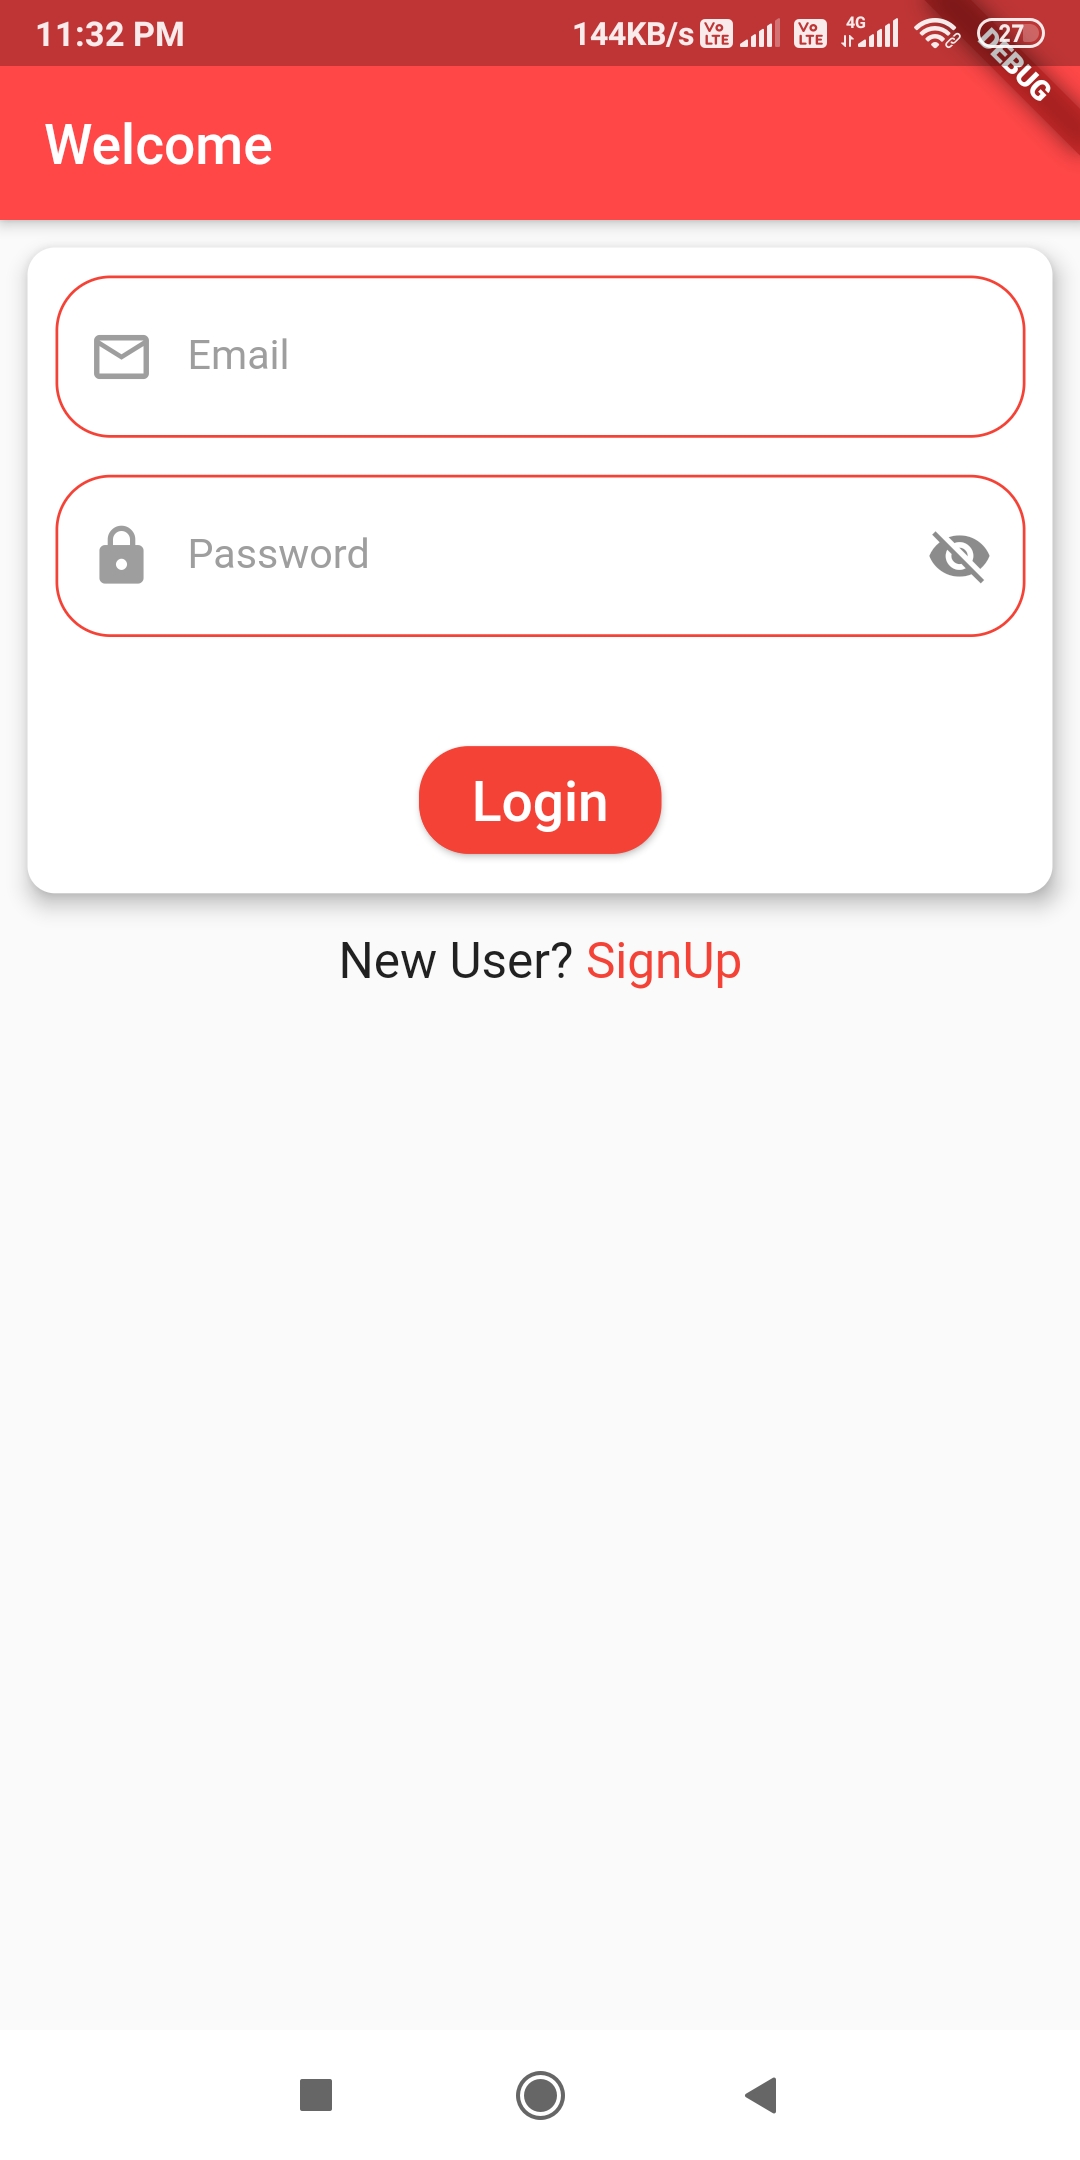 11:32 PM 144KB/s Vo LTE Vo LTE 4G 27
DEBUG
Welcome
Email
Password
Login
New User? SignUp